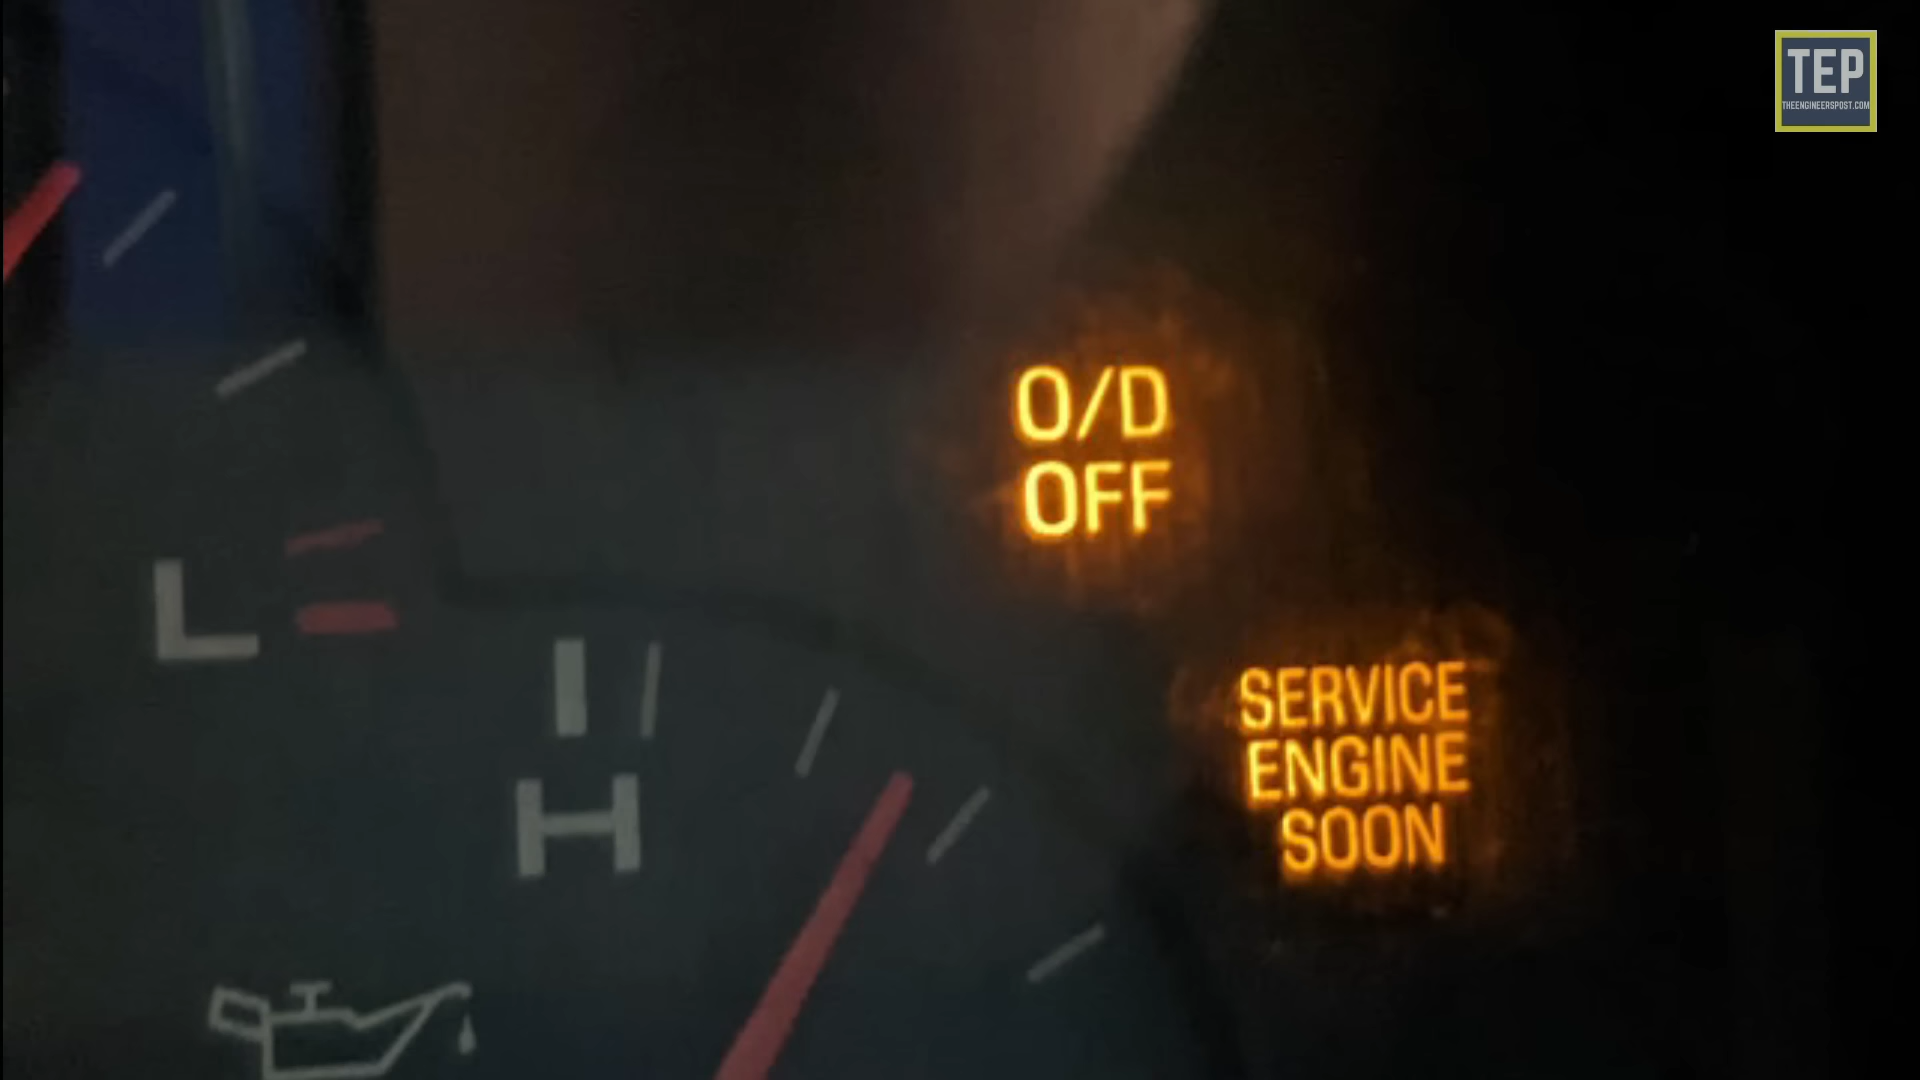 TEP
THEENGINEERSPOST.COM
O/D
OFF
L
H
SERVICE
ENGINE
SOON